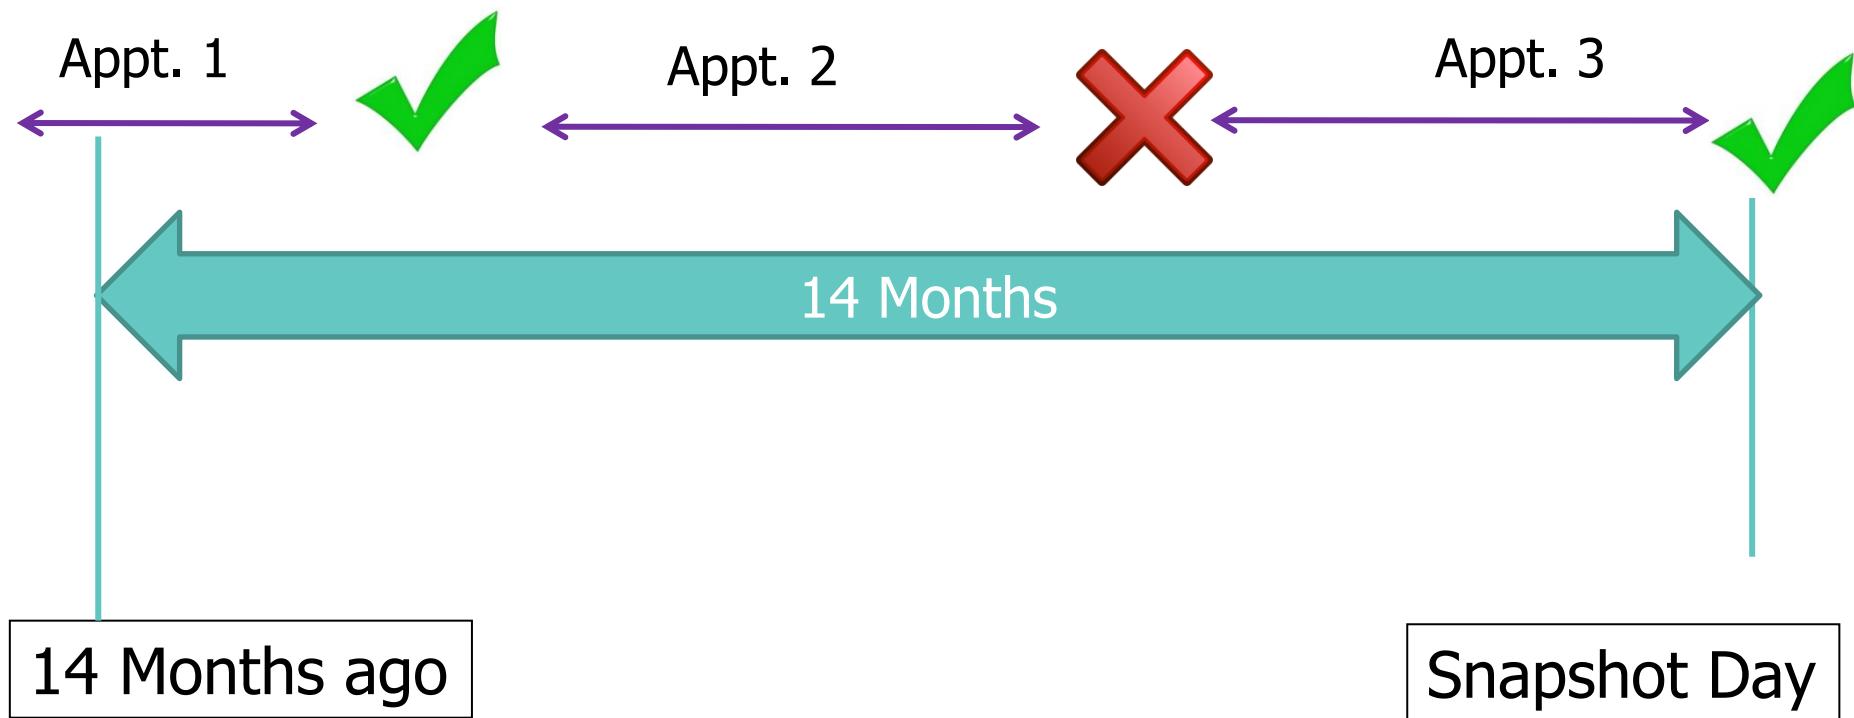 Appt. 1
Appt. 2
Appt. 3
14 Months
14 Months ago
Snapshot Day